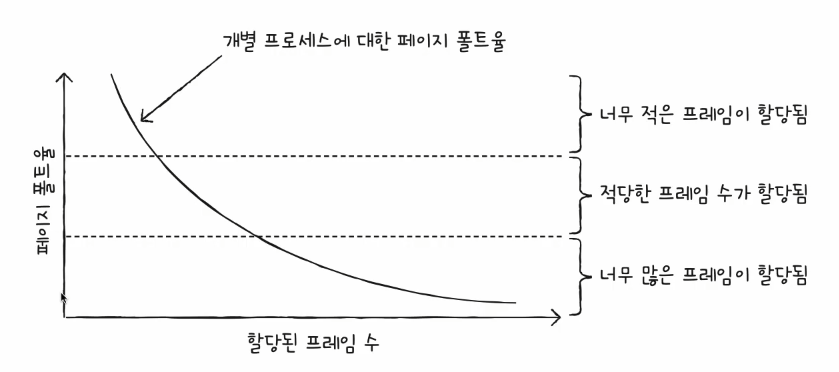 개별 프로세스에 대한 페이지 폴트율
너무 적은 프레임이 할당됨
페이지 폴트율
적당한 프레임 수가 할당됨
너무 많은 프레임이 할당됨
할당된 프레임 수